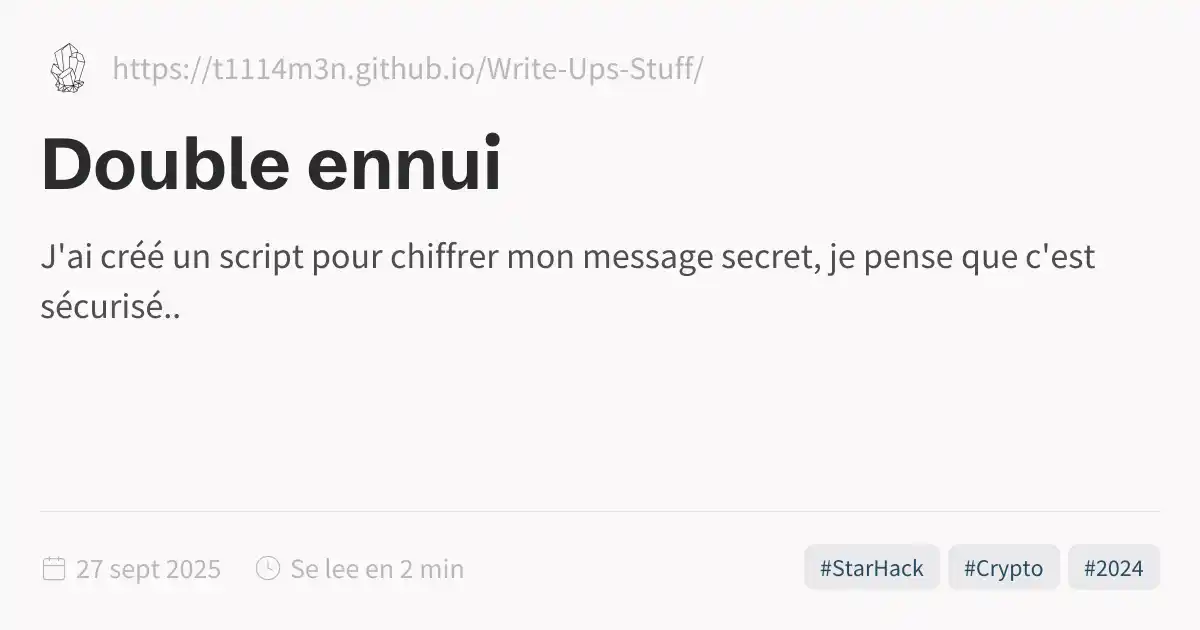 https://t1114m3n.github.io/Write-Ups-Stuff/
Double ennui
J'ai créé un script pour chiffrer mon message secret, je pense que c'est
sécurisé..
27 sept 2025
Se lee en 2 min
#StarHack
#Crypto
#2024